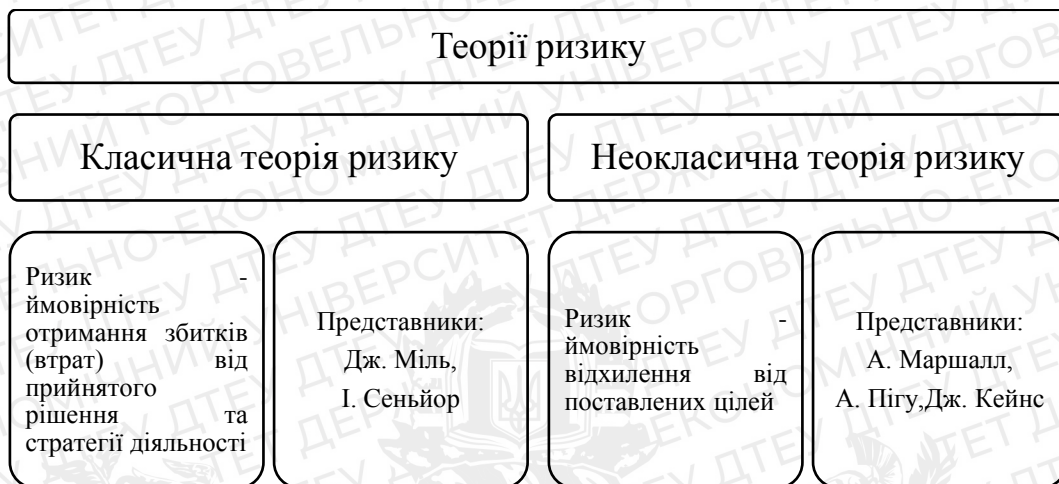 Теорії ризику
Класична теорія ризику
Неокласична теорія ризику
Ризик -
ймовірність
отримання збитків
(втрат) від
прийнятого
рішення та
стратегії діяльності
Представники:
Дж. Міль,
І. Сеньйор
Ризик -
ймовірність
відхилення від
поставлених цілей
Представники:
А. Маршалл,
А. Пігу,Дж. Кейнс